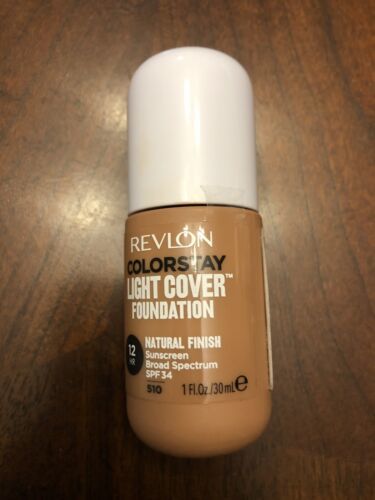 REVLON
COLORSTAY
LIGHT COVER™
FOUNDATION
12
HR
NATURAL FINISH
Sunscreen
Broad Spectrum
SPF 34
510
1 Fl.Oz./30mL℮